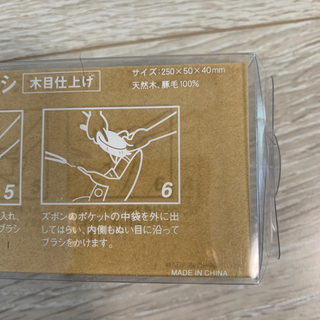 シ 木目仕上げ
サイズ：250×50×40mm
天然木、豚毛100%
5
入れ、
ブラシ
6
ズボンのポケットの中袋を外に出
してはらい、内側もぬい目に沿って
ブラシをかけます。
MADE IN CHINA